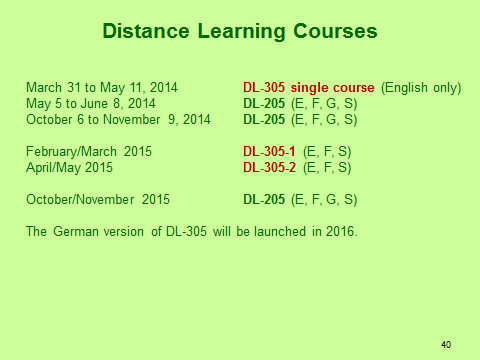 Distance Learning Courses
March 31 to May 11, 2014 DL-305 single course (English only)
May 5 to June 8, 2014 DL-205 (E, F, G, S)
October 6 to November 9, 2014 DL-205 (E, F, G, S)
February/March 2015 DL-305-1 (E, F, S)
April/May 2015 DL-305-2 (E, F, S)
October/November 2015 DL-205 (E, F, G, S)
The German version of DL-305 will be launched in 2016.
40